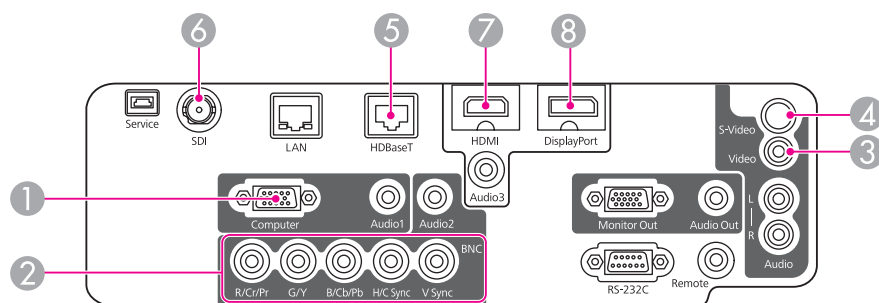 6
5
7
8
Service
SDI
LAN
HDBaseT
HDMI
DisplayPort
S-Video
4
Video
3
Audio3
1
Computer
Audio1
Audio2
Monitor Out
Audio Out
L
R
Audio
2
BNC
R/Cr/Pr
G/Y
B/Cb/Pb
H/C Sync
V Sync
RS-232C
Remote